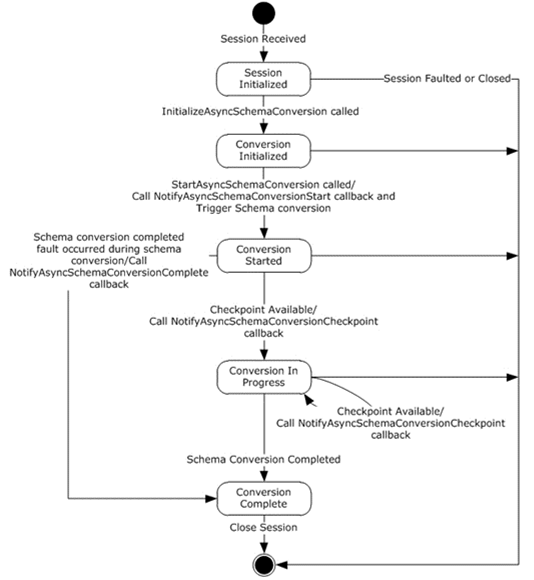 Session Received
Session
Initialized
Session Faulted or Closed
InitializeAsyncSchemaConversion called
Conversion
Initialized
StartAsyncSchemaConversion called/
Call NotifyAsyncSchemaConversionStart callback and
Trigger Schema conversion
Schema conversion completed
fault occurred during schema
conversion/Call
NotifyAsyncSchemaConversionComplete
callback
Conversion
Started
Checkpoint Available/
Call NotifyAsyncSchemaConversionCheckpoint
callback
Conversion In
Progress
Checkpoint Available/
Call NotifyAsyncSchemaConversionCheckpoint
callback
Schema Conversion Completed
Conversion
Complete
Close Session